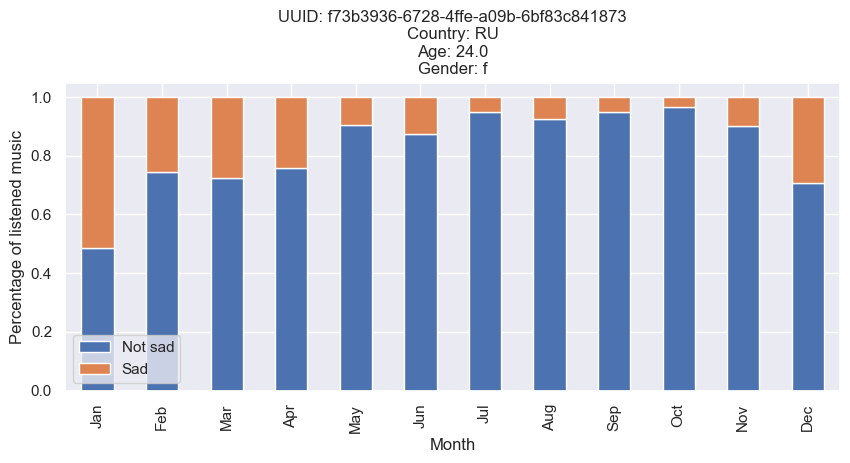 UUID: f73b3936-6728-4ffe-a09b-6bf83c841873
Country: RU
Age: 24.0
Gender: f
Percentage of listened music
1.0
0.8
0.6
0.4
0.2
0.0
Not sad
Sad
Jan
Feb
Mar
Apr
May
Jun
Jul
Aug
Sep
Oct
Nov
Dec
Month